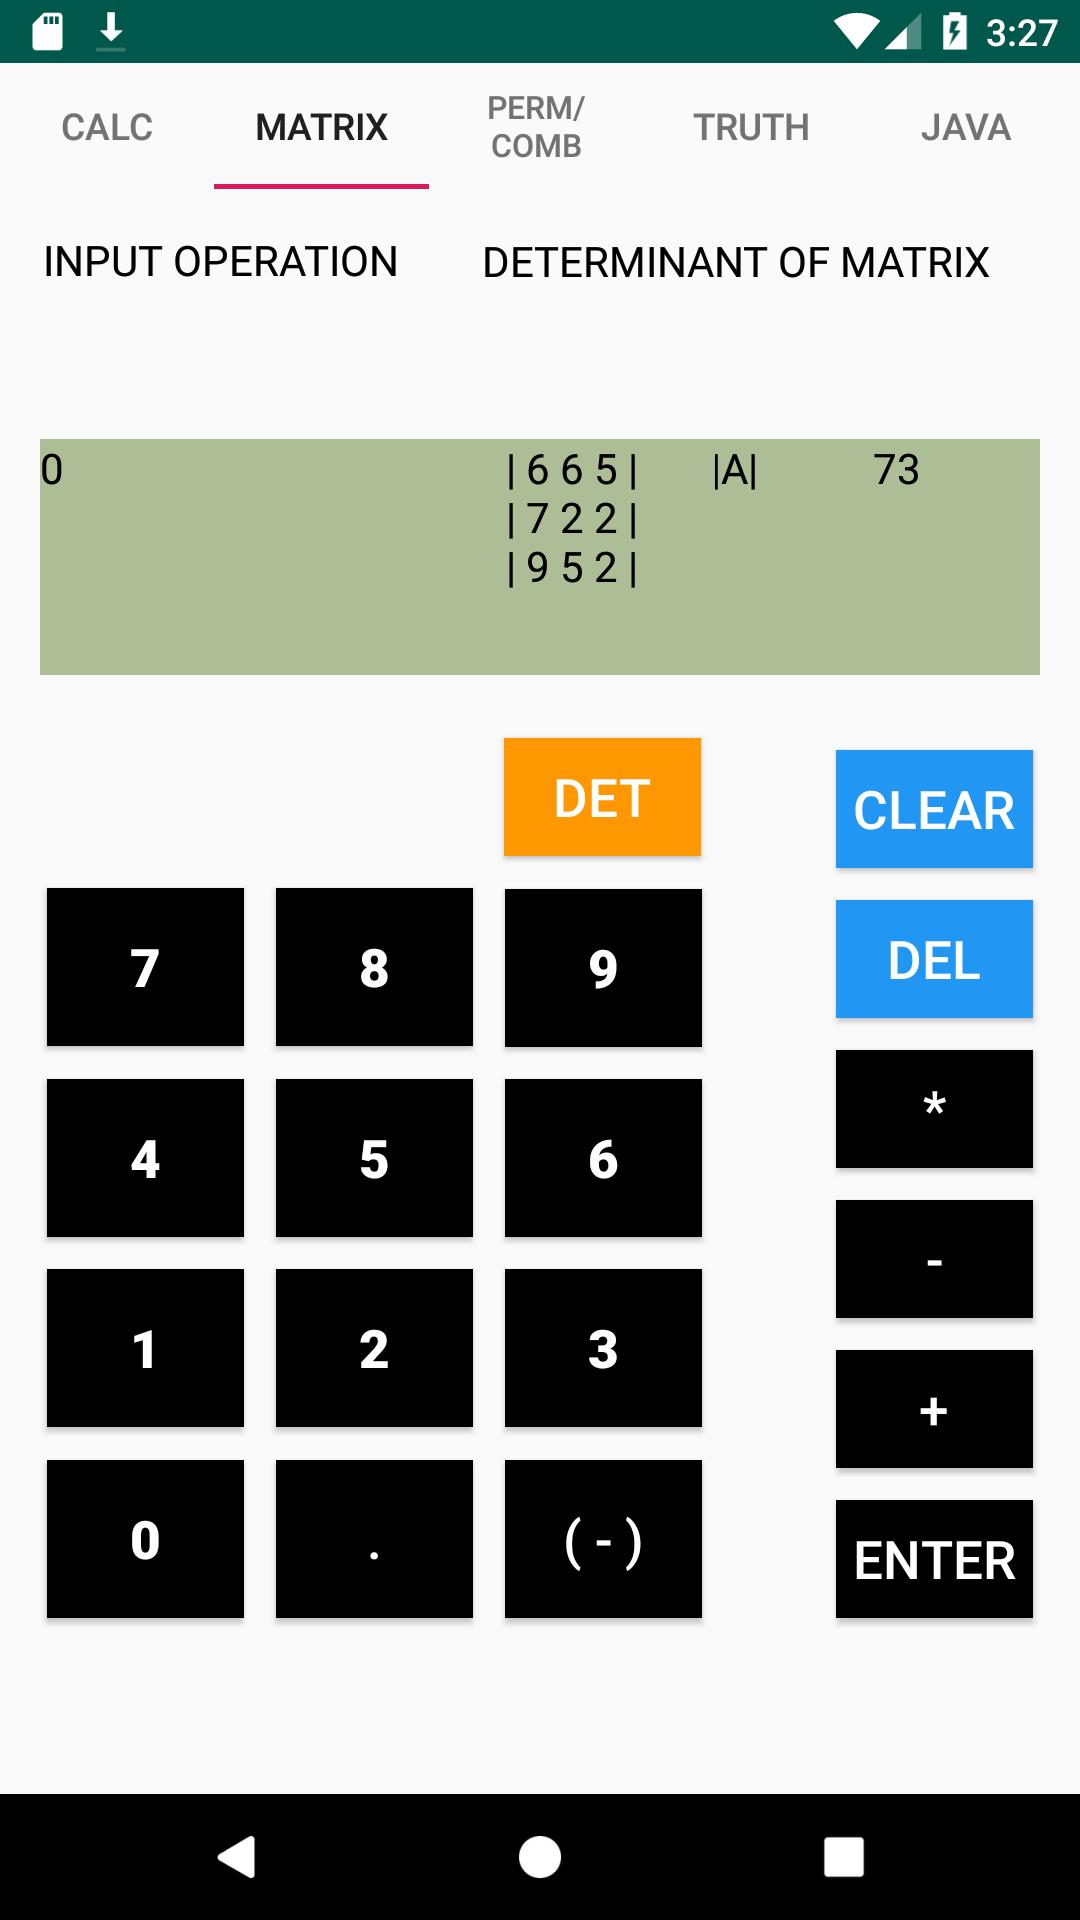 3:27
CALC MATRIX PERM/ COMB TRUTH JAVA
INPUT OPERATION DETERMINANT OF MATRIX
0 | 6 6 5 | |A| 73
| 7 2 2 |
| 9 5 2 |
DET CLEAR
7 8 9 DEL
*
4 5 6
-
1 2 3 +
0 . ( - ) ENTER